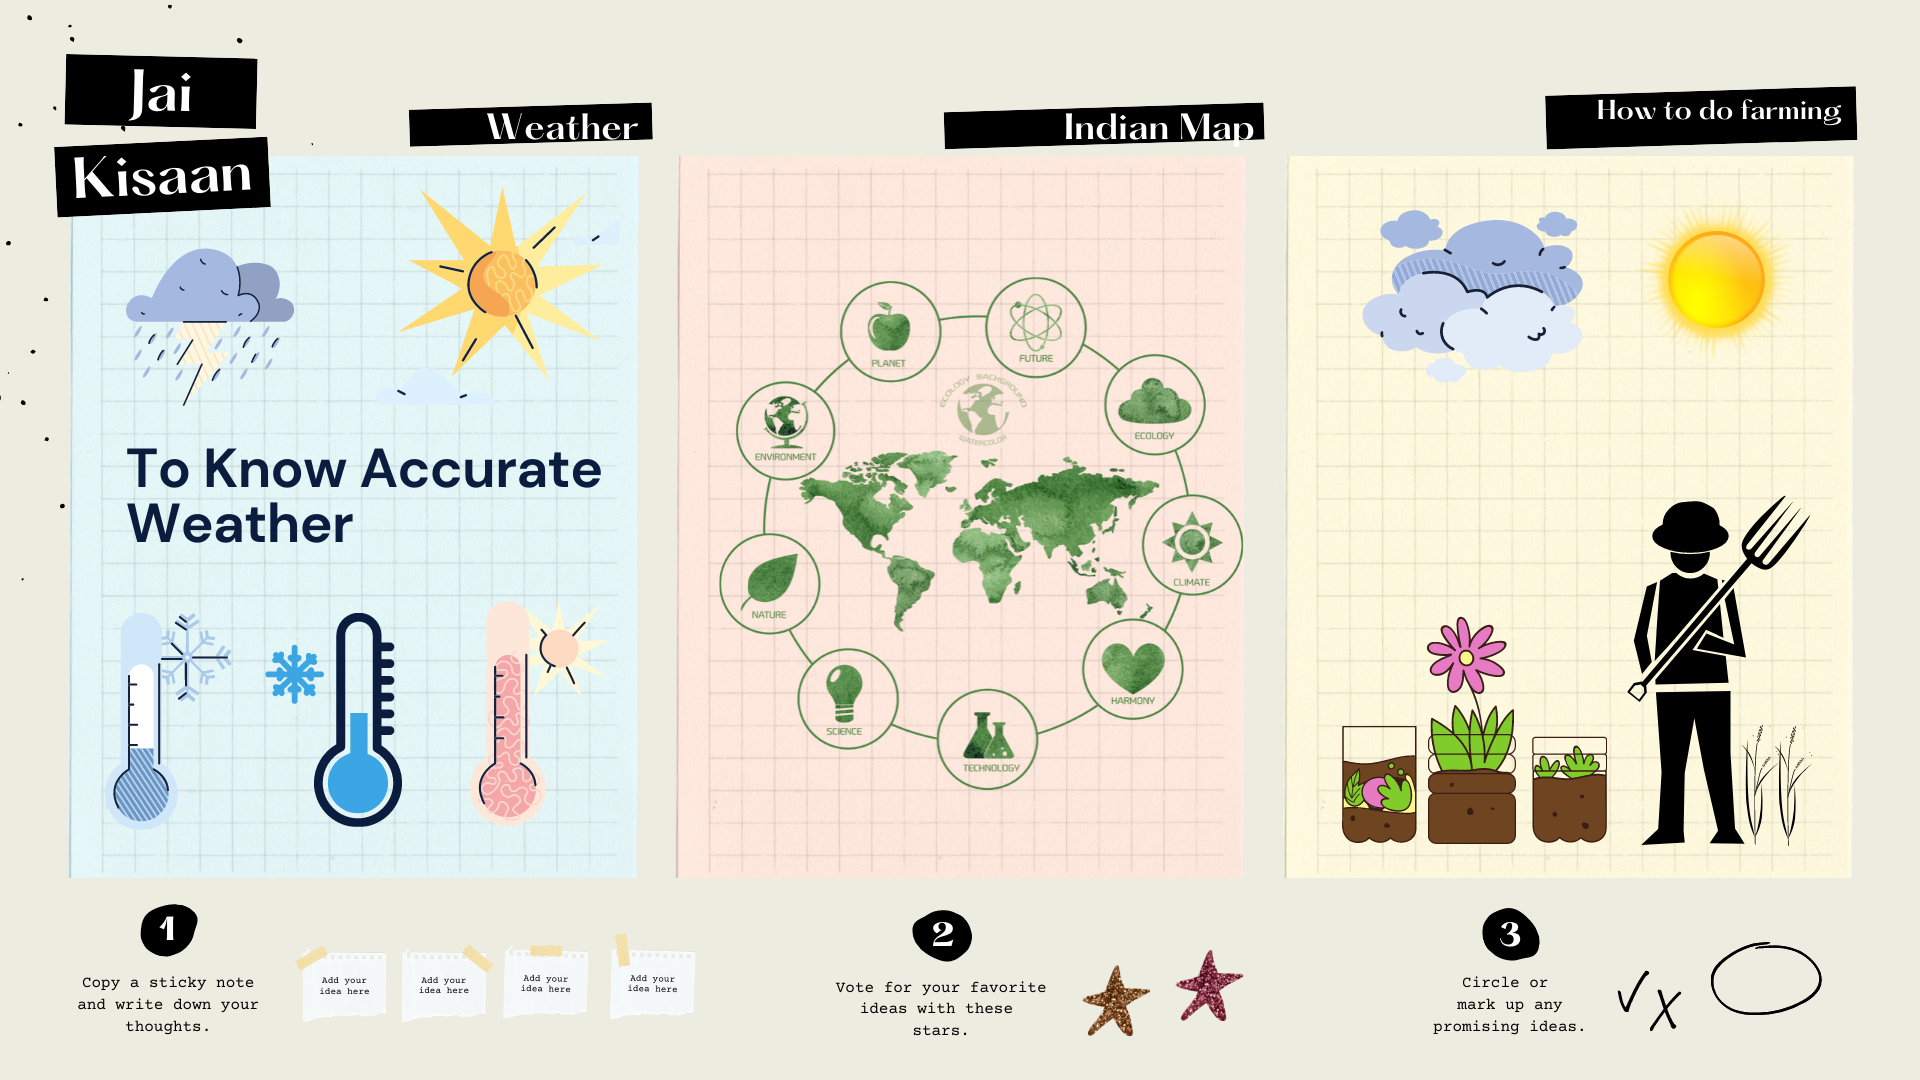 Jai
Kisaan
Weather
To Know Accurate
Weather
Indian Map
PLANET
FUTURE
ECOLOGY BACKGROUND
WATERCOLOR
ENVIRONMENT
ECOLOGY
CLIMATE
NATURE
HARMONY
SCIENCE
TECHNOLOGY
How to do farming
1
Copy a sticky note
and write down your
thoughts.
Add your
idea here
Add your
idea here
Add your
idea here
Add your
idea here
2
Vote for your favorite
ideas with these
stars.
3
Circle or
mark up any
promising ideas.